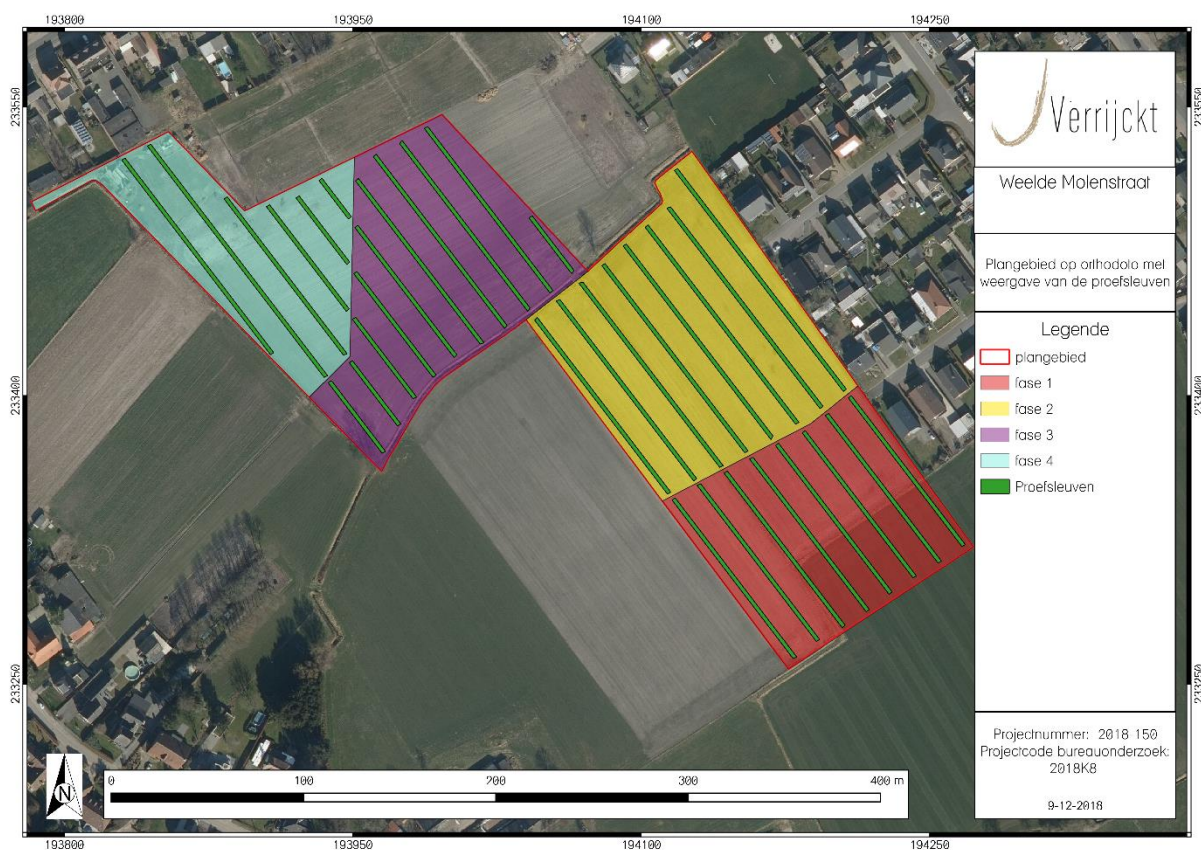 193800 193950 194100 194250
233550
233550
Verrijckt
Weelde Molenstraat
Plangebied op orthodolo mel
weergave van de proefsleuven
Legende
plangebied
fase 1
fase 2
fase 3
fase 4
Proefsleuven
233400
233400
233250
233250
Projectnummer: 2018 150
Projectcode bureauonderzoek:
2018K8
9-12-2018
N
0 100 200 300 400 m
193800 193950 194100 194250